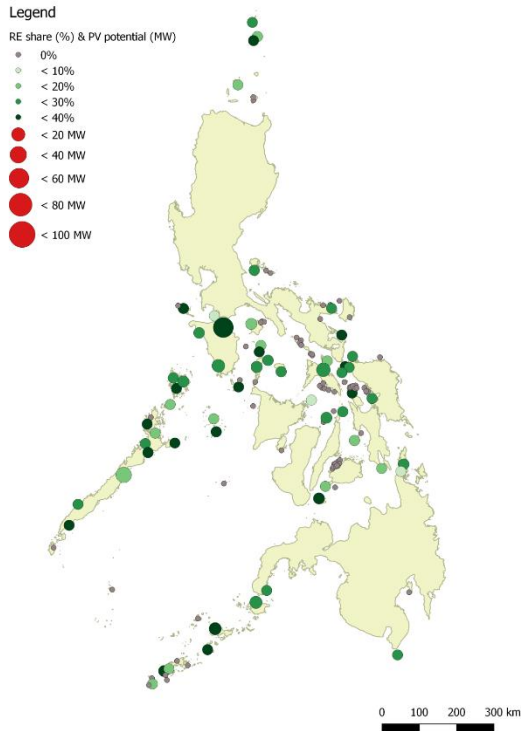 Legend
RE share (%) & PV potential (MW)
0%
< 10%
< 20%
< 30%
< 40%
< 20 MW
< 40 MW
< 60 MW
< 80 MW
< 100 MW
0 100 200 300 km